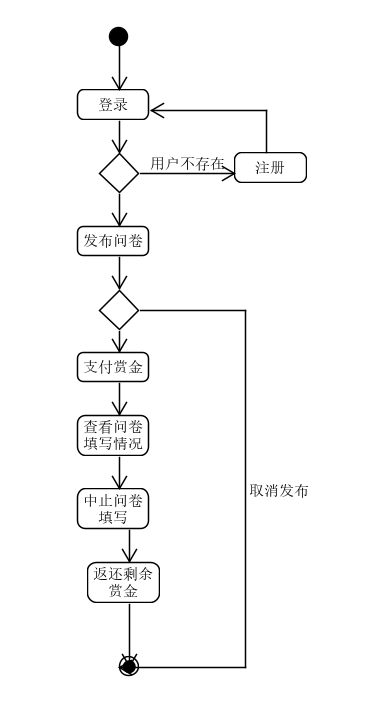 登录
用户不存在
注册
发布问卷
支付赏金
查看问卷
填写情况
取消发布
中止问卷
填写
返还剩余
赏金